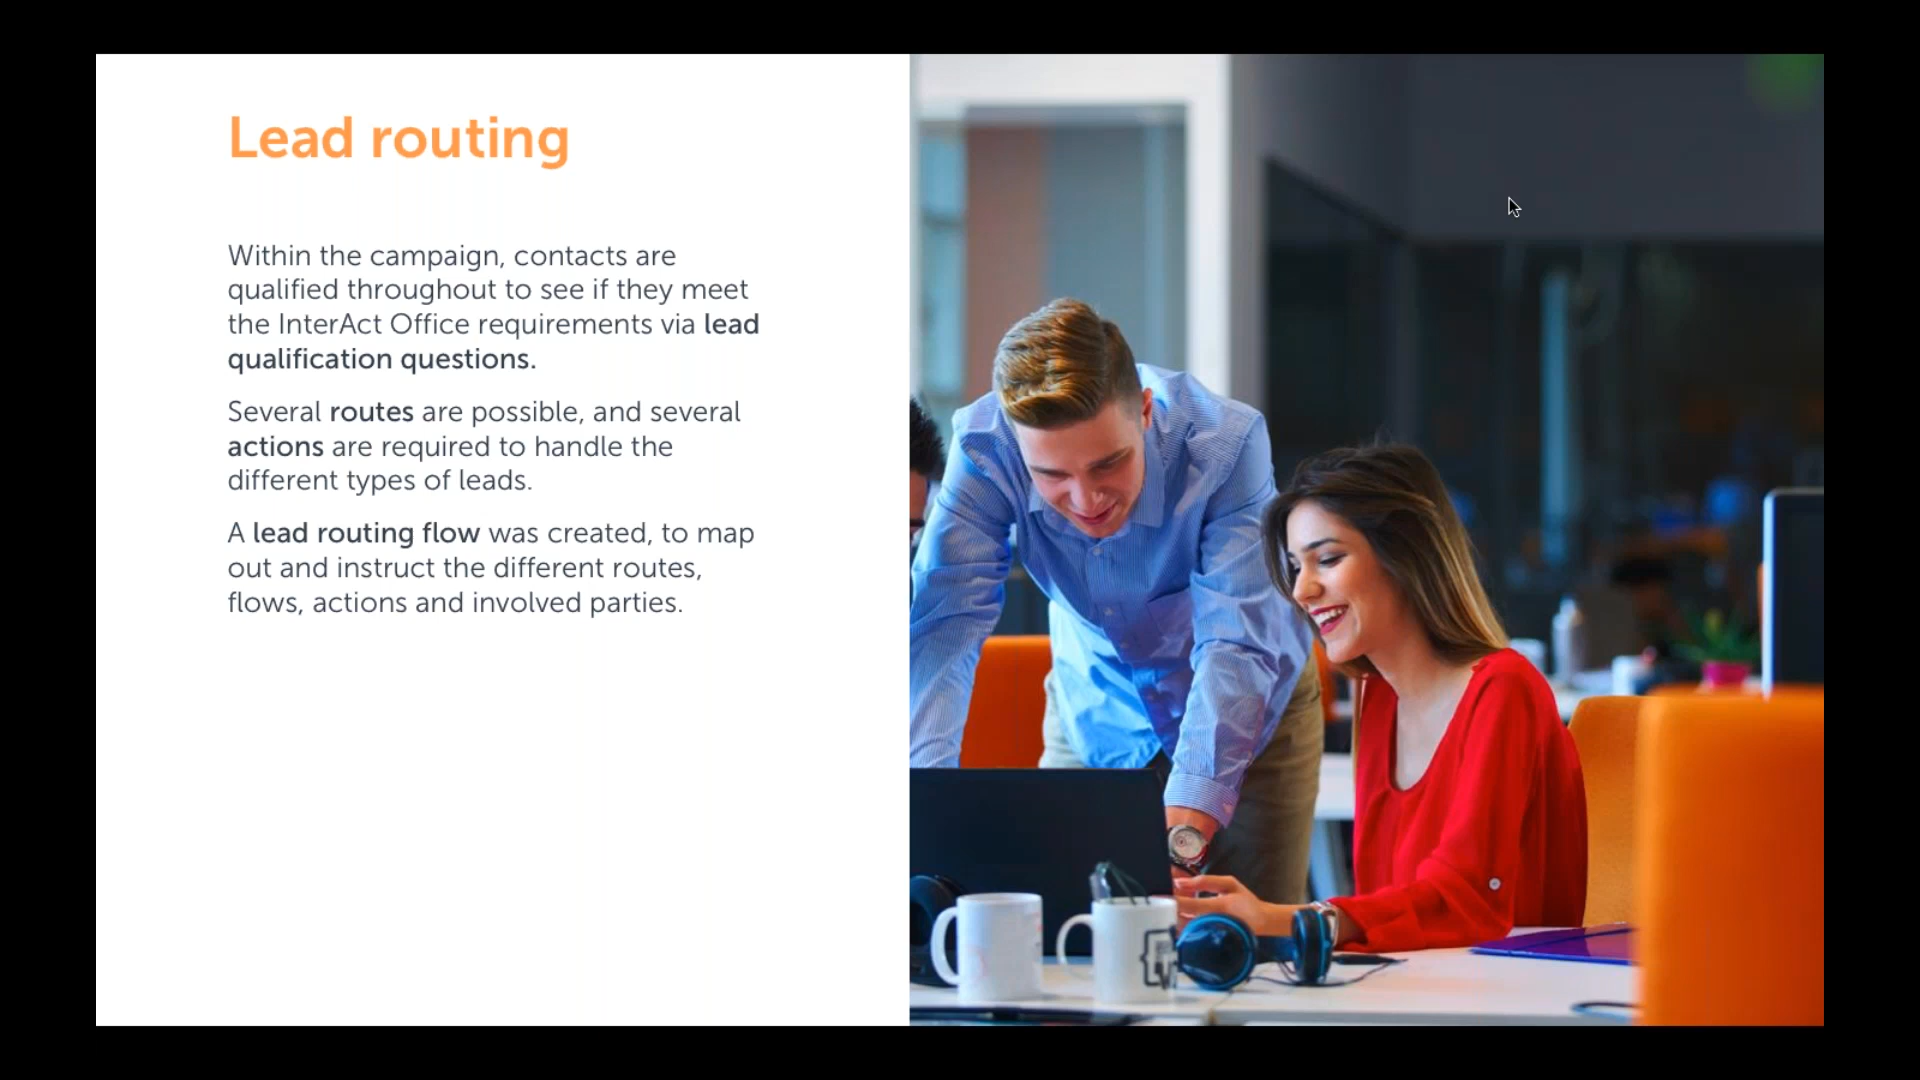 Lead routing
Within the campaign, contacts are
qualified throughout to see if they meet
the InterAct Office requirements via lead
qualification questions.
Several routes are possible, and several
actions are required to handle the
different types of leads.
A lead routing flow was created, to map
out and instruct the different routes,
flows, actions and involved parties.